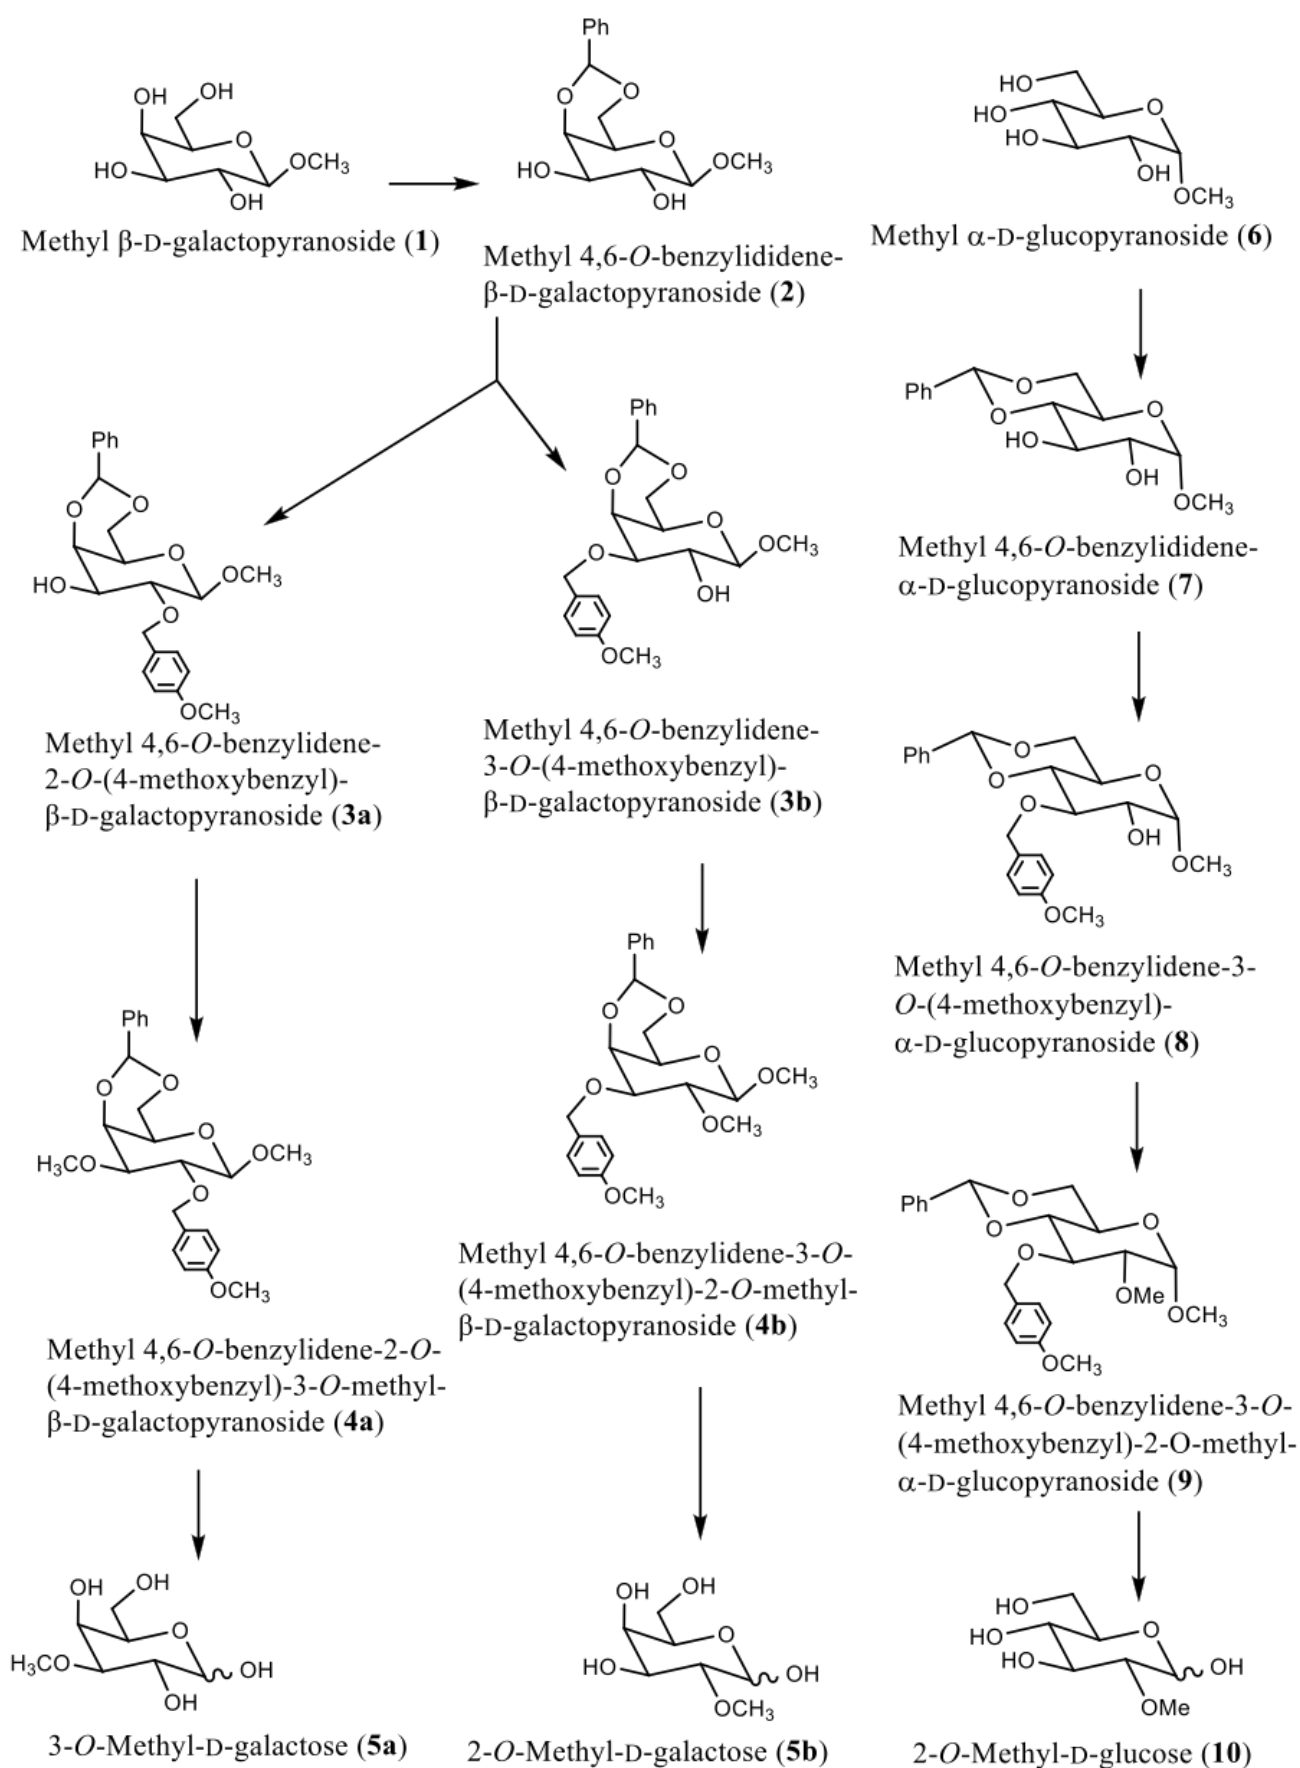 Ph
OH
OH
O
HO
OCH3
OH
Methyl β-D-galactopyranoside (1)
O
O
O
HO
OCH3
OH
Methyl 4,6-O-benzylididene-
β-D-galactopyranoside (2)
HO
HO
HO
O
OH
OCH3
Methyl α-D-glucopyranoside (6)
Ph
O
O
O
HO
OH
OCH3
Methyl 4,6-O-benzylididene-
α-D-glucopyranoside (7)
Ph
O
O
O
HO
OCH3
O
OCH3
Methyl 4,6-O-benzylidene-
2-O-(4-methoxybenzyl)-
β-D-galactopyranoside (3a)
Ph
O
O
O
O
OCH3
OH
OCH3
Methyl 4,6-O-benzylidene-
3-O-(4-methoxybenzyl)-
β-D-galactopyranoside (3b)
Ph
O
O
O
O
OH
OCH3
OCH3
Methyl 4,6-O-benzylidene-3-
O-(4-methoxybenzyl)-
α-D-glucopyranoside (8)
Ph
O
O
O
H3CO
OCH3
O
OCH3
Methyl 4,6-O-benzylidene-2-O-
(4-methoxybenzyl)-3-O-methyl-
β-D-galactopyranoside (4a)
Ph
O
O
O
O
OCH3
OCH3
OCH3
Methyl 4,6-O-benzylidene-3-O-
(4-methoxybenzyl)-2-O-methyl-
β-D-galactopyranoside (4b)
Ph
O
O
O
O
OMe
OCH3
OCH3
Methyl 4,6-O-benzylidene-3-O-
(4-methoxybenzyl)-2-O-methyl-
α-D-glucopyranoside (9)
OH
OH
O
H3CO
OH
OH
3-O-Methyl-D-galactose (5a)
OH
OH
O
HO
OH
OCH3
2-O-Methyl-D-galactose (5b)
HO
HO
HO
O
OH
OMe
2-O-Methyl-D-glucose (10)